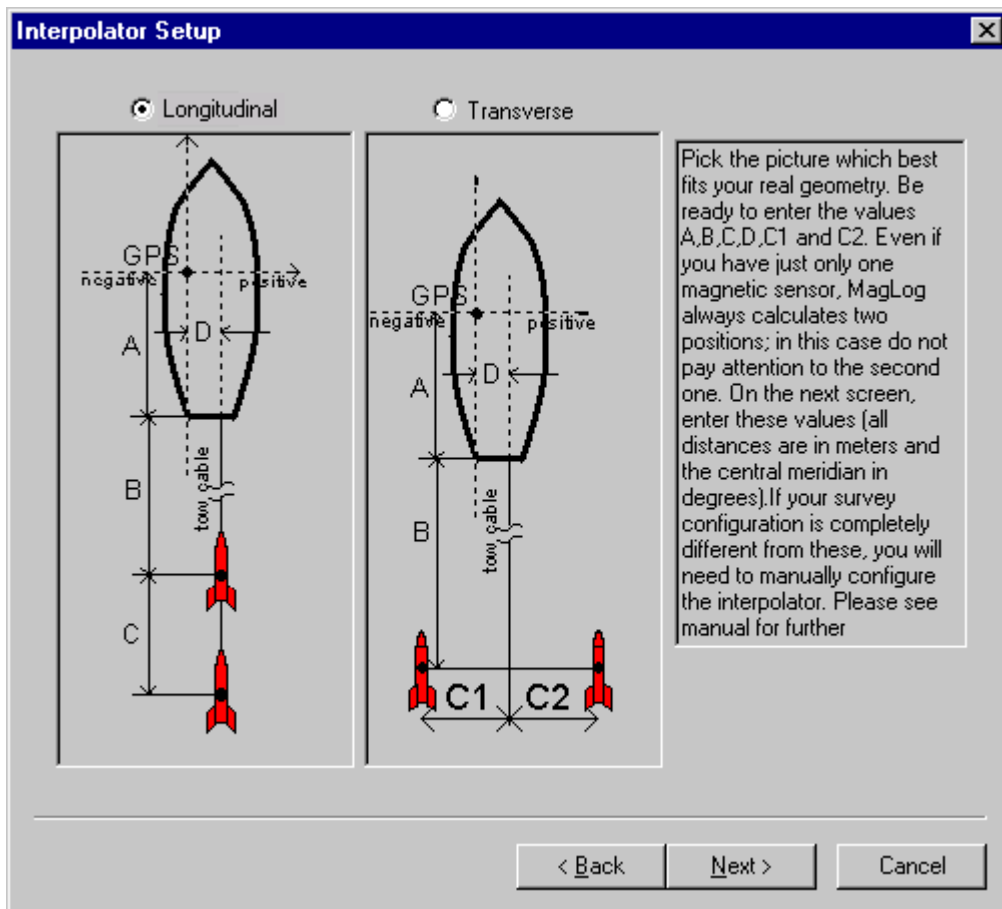 Interpolator Setup
Longitudinal
Transverse
GPS
negative
positive
A
D
B
tow cable
C
GPS
negative
positive
A
D
B
tow cable
C1
C2
Pick the picture which best
fits your real geometry. Be
ready to enter the values
A,B,C,D,C1 and C2. Even if
you have just only one
magnetic sensor, MagLog
always calculates two
positions; in this case do not
pay attention to the second
one. On the next screen,
enter these values (all
distances are in meters and
the central meridian in
degrees).If your survey
configuration is completely
different from these, you will
need to manually configure
the interpolator. Please see
manual for further
< Back
Next >
Cancel